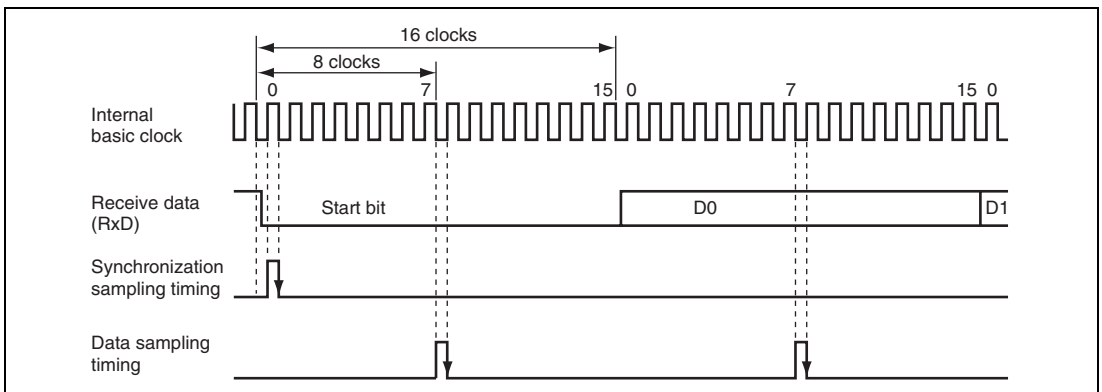 16 clocks
8 clocks
0 7 15 0 7 15 0
Internal
basic clock
Receive data
(RxD)
Start bit D0 D1
Synchronization
sampling timing
Data sampling
timing